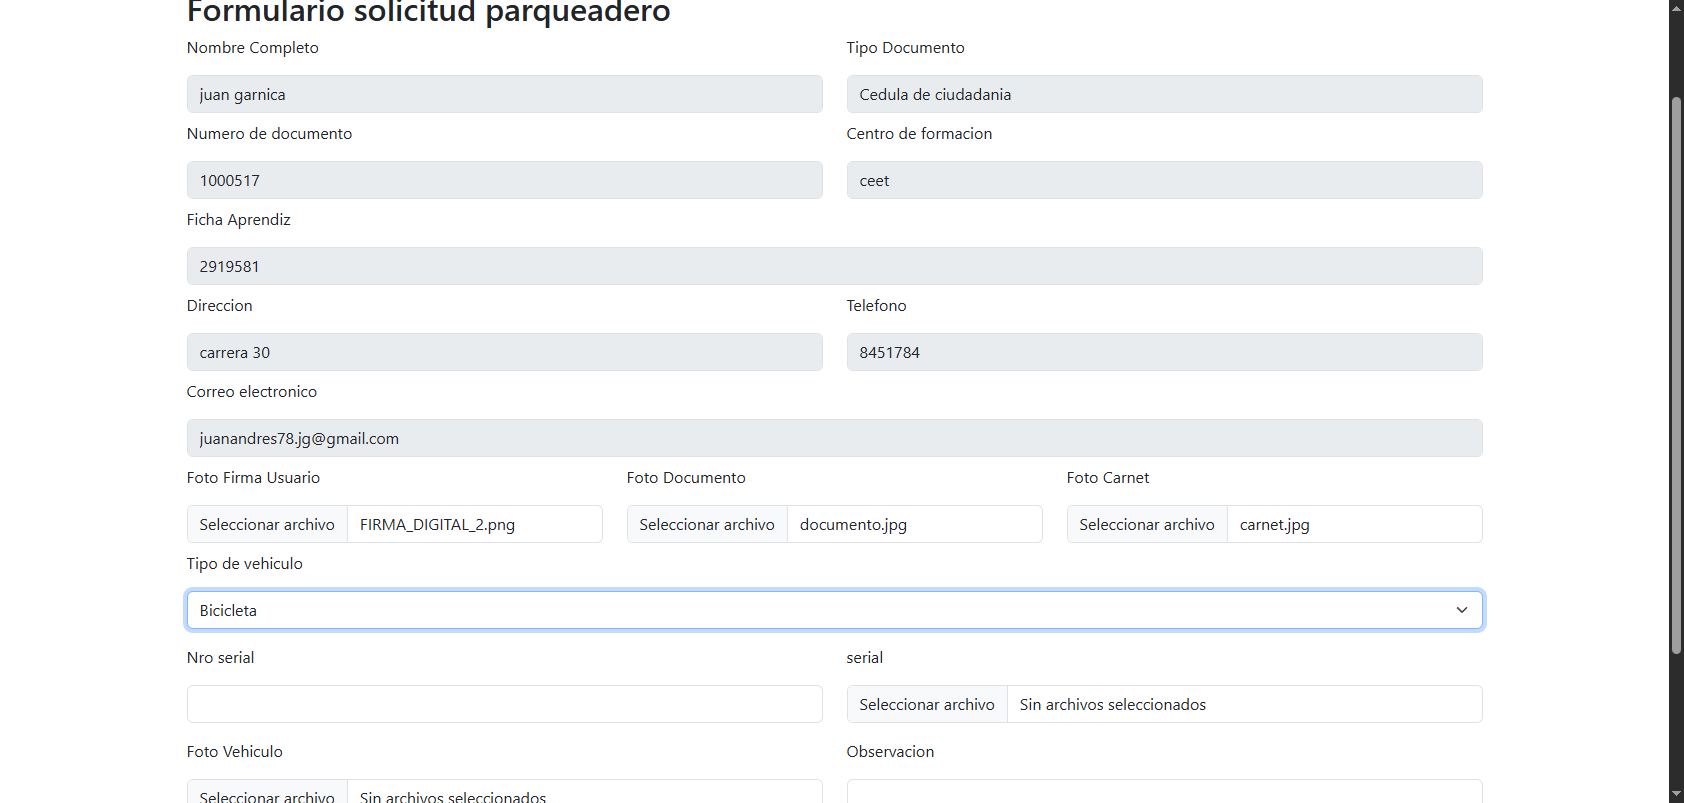 Formulario solicitud parqueadero
Nombre Completo
Tipo Documento
juan garnica
Cedula de ciudadania
Numero de documento
Centro de formacion
1000517
ceet
Ficha Aprendiz
2919581
Direccion
Telefono
carrera 30
8451784
Correo electronico
juanandres78.jg@gmail.com
Foto Firma Usuario
Foto Documento
Foto Carnet
Seleccionar archivo FIRMA_DIGITAL_2.png
Seleccionar archivo documento.jpg
Seleccionar archivo carnet.jpg
Tipo de vehiculo
Bicicleta
Nro serial
serial
Seleccionar archivo Sin archivos seleccionados
Foto Vehiculo
Observacion
Seleccionar archivo Sin archivos seleccionados